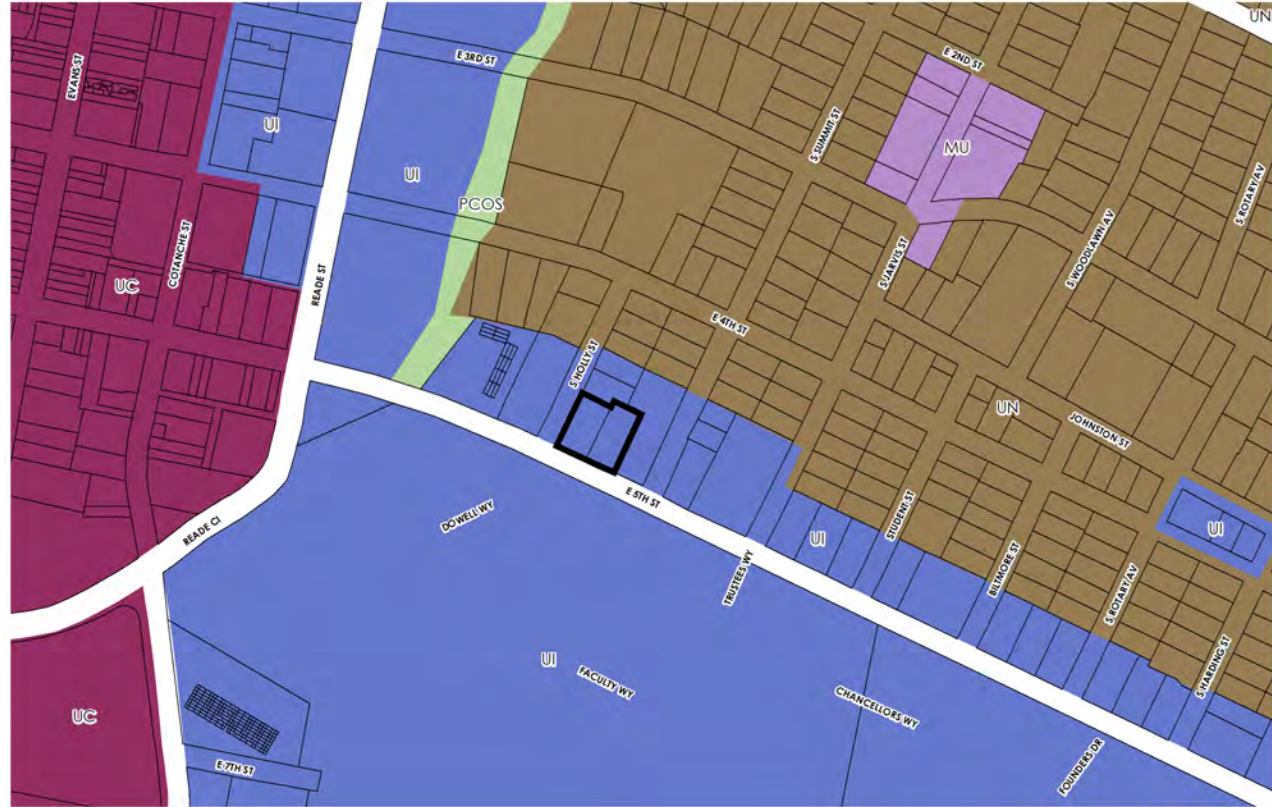 UN
EVANS ST
E 3RD ST
E 2ND ST
UI
S SUMMIT ST
MU
UI
S ROTARY AV
PCOS
S WOODLAWN AV
COTANCHE ST
S JARVIS ST
UC
READE ST
E 4TH ST
S HOLLY ST
UN
JOHNSTON ST
E 5TH ST
READE CI
DOWELL WY
STUDENT ST
UI
UI
BILTMORE ST
TRUSTEES WY
S ROTARY AV
UI
FACULTY WY
S HARDING ST
CHANCELLORS WY
UC
E 7TH ST
FOUNDERS DR